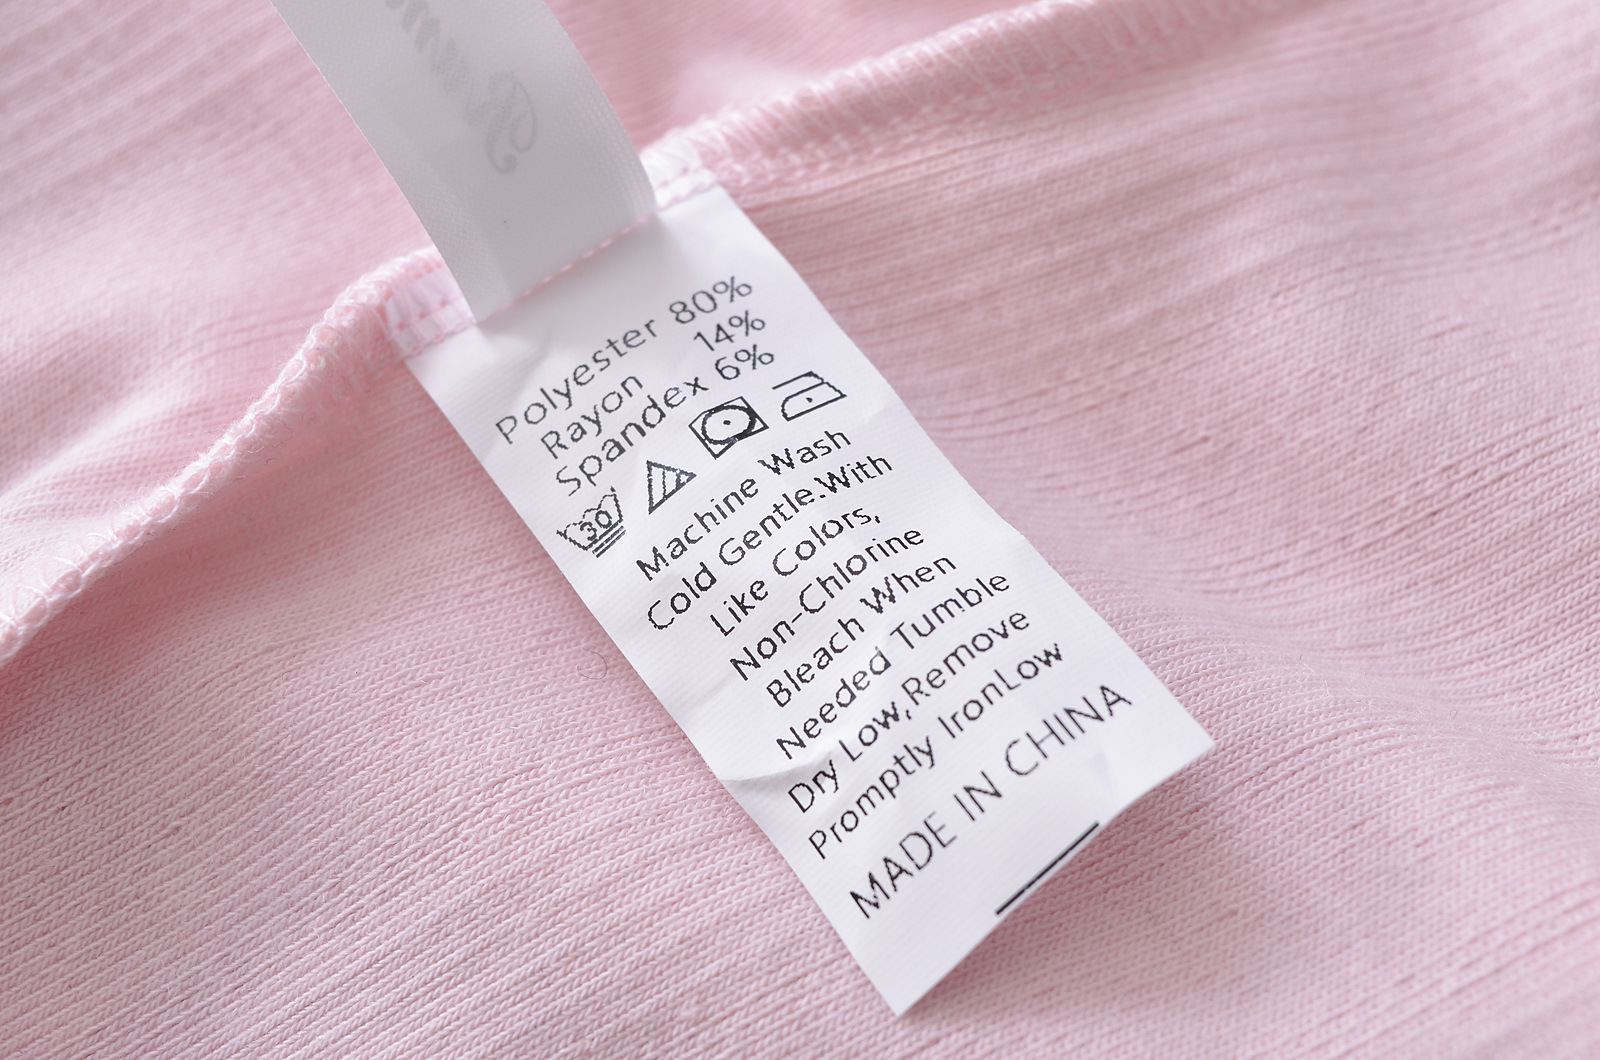 Polyester 80%
Rayon 14%
Spandex 6%
30
Machine Wash
Cold Gentle.With
Like Colors,
Non-Chlorine
Bleach When
Needed Tumble
Dry Low,Remove
Promptly IronLow
MADE IN CHINA